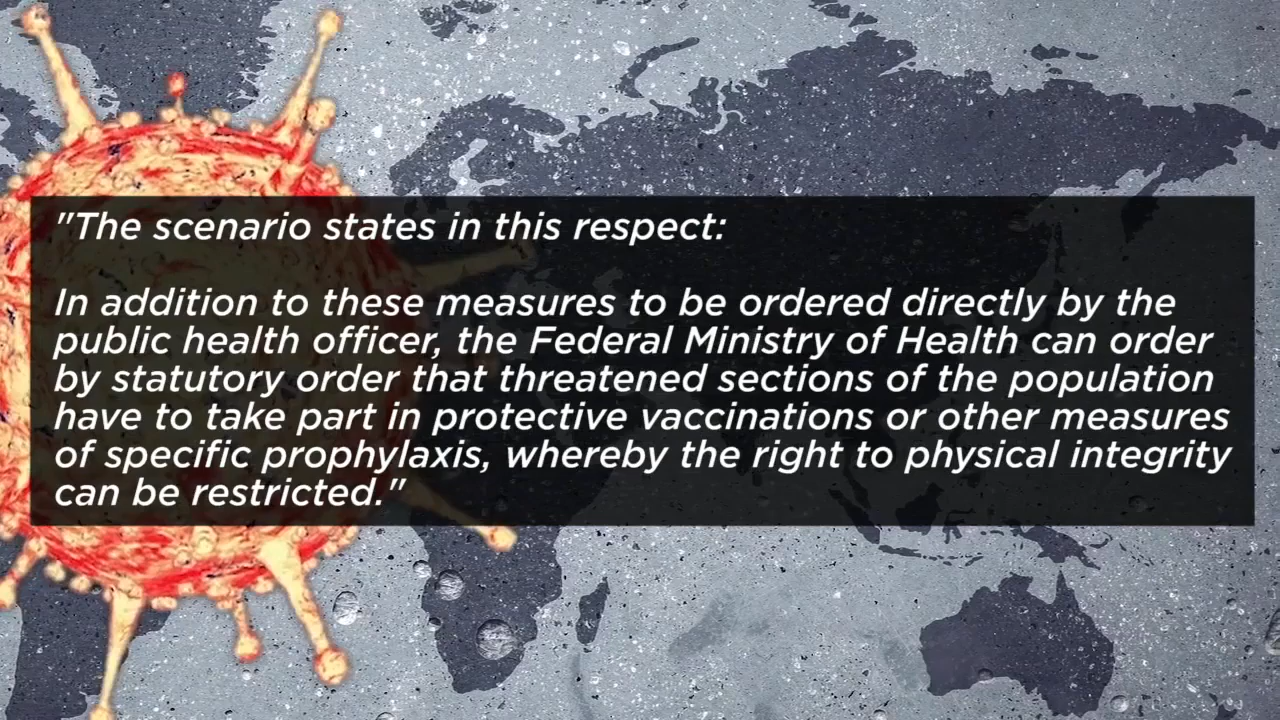 "The scenario states in this respect:
In addition to these measures to be ordered directly by the
public health officer, the Federal Ministry of Health can order
by statutory order that threatened sections of the population
have to take part in protective vaccinations or other measures
of specific prophylaxis, whereby the right to physical integrity
can be restricted."